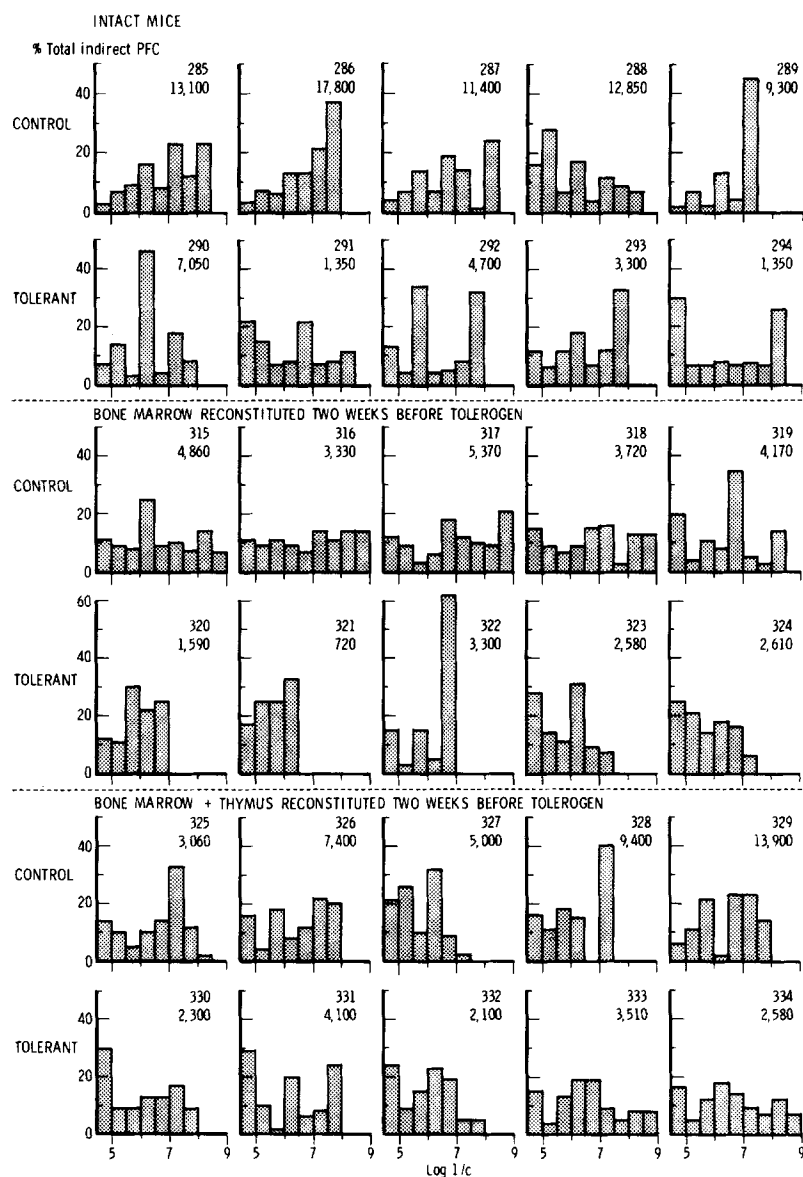 INTACT MICE
% Total indirect PFC
285 286 287 288 289
13,100 17,800 11,400 12,850 9,300
40
CONTROL
20
0
290 291 292 293 294
7,050 1,350 4,700 3,300 1,350
40
TOLERANT
20
0
BONE MARROW RECONSTITUTED TWO WEEKS BEFORE TOLEROGEN
315 316 317 318 319
4,860 3,330 5,370 3,720 4,170
40
CONTROL
20
0
60
320 321 322 323 324
1,590 720 3,300 2,580 2,610
40
TOLERANT
20
0
BONE MARROW + THYMUS RECONSTITUTED TWO WEEKS BEFORE TOLEROGEN
325 326 327 328 329
3,060 7,400 5,000 9,400 13,900
40
CONTROL
20
0
330 331 332 333 334
2,300 4,100 2,100 3,510 2,580
40
TOLERANT
20
0
5 7 9 5 7 9 5 7 9 5 7 9 5 7 9
Log 1/c